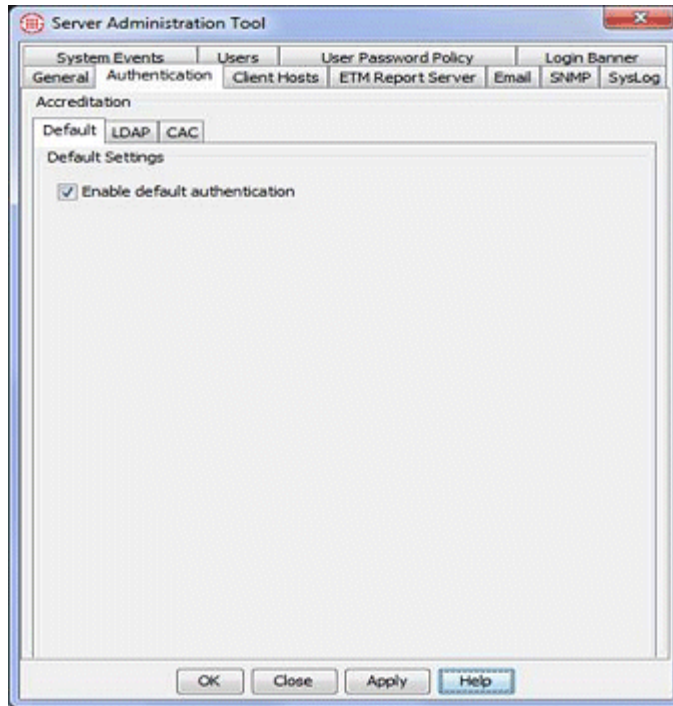 Server Administration Tool
System Events Users User Password Policy Login Banner
General Authentication Client Hosts ETM Report Server Email SNMP SysLog
Accreditation
Default LDAP CAC
Default Settings
Enable default authentication
OK Close Apply Help